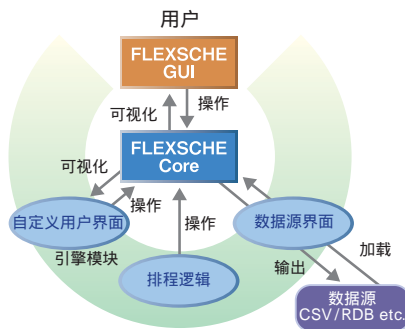 用户
FLEXSCHE
GUI
可视化
操作
FLEXSCHE
Core
可视化
操作
自定义用户界面
引擎模块
操作
排程逻辑
数据源界面
输出
加载
数据源
CSV/RDB etc.